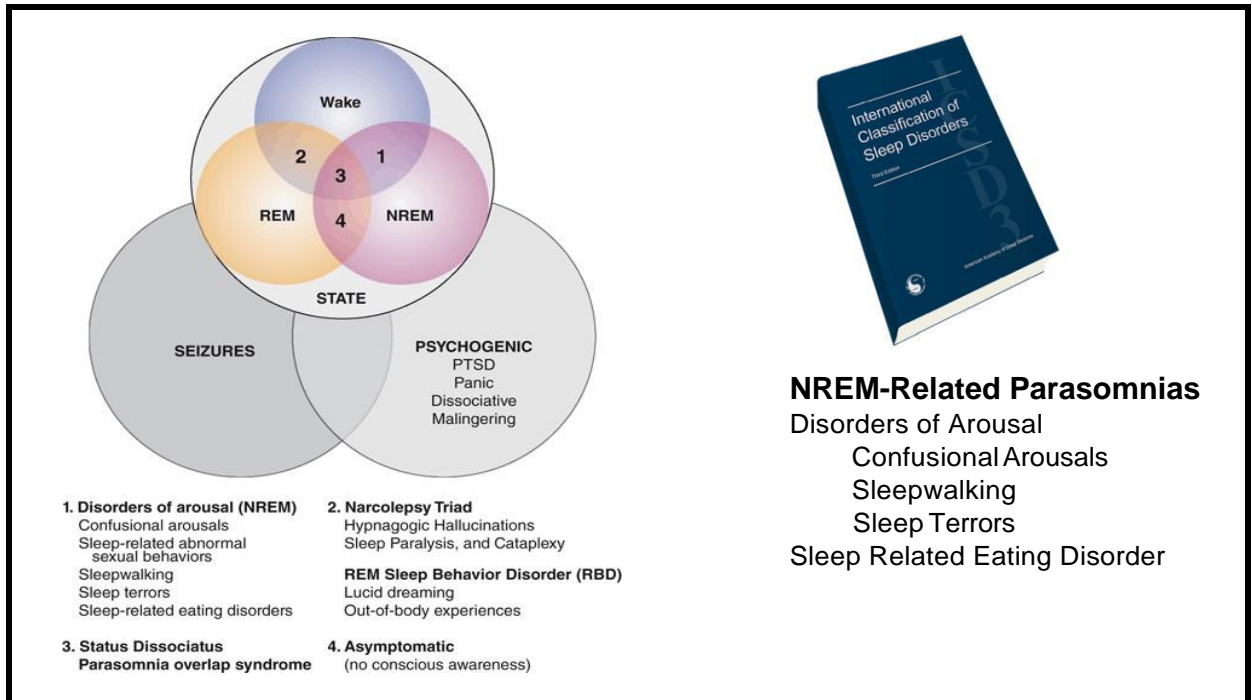 Wake
2
1
3
REM
4
NREM
STATE
SEIZURES
PSYCHOGENIC
PTSD
Panic
Dissociative
Malingering
1. Disorders of arousal (NREM)
Confusional arousals
Sleep-related abnormal
sexual behaviors
Sleepwalking
Sleep terrors
Sleep-related eating disorders
2. Narcolepsy Triad
Hypnagogic Hallucinations
Sleep Paralysis, and Cataplexy
REM Sleep Behavior Disorder (RBD)
Lucid dreaming
Out-of-body experiences
3. Status Dissociatus
Parasomnia overlap syndrome
4. Asymptomatic
(no conscious awareness)
International
Classification of
Sleep Disorders
Third Edition
ICSD3
American Academy of Sleep Medicine
NREM-Related Parasomnias
Disorders of Arousal
Confusional Arousals
Sleepwalking
Sleep Terrors
Sleep Related Eating Disorder